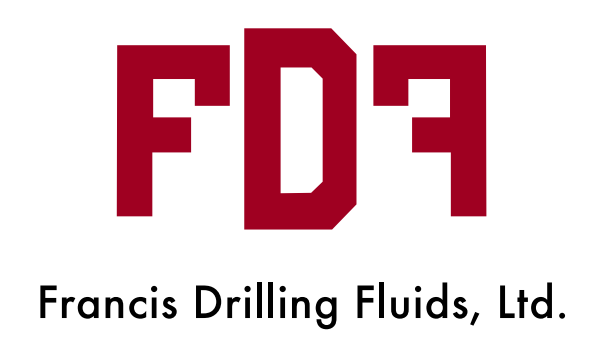 FDF
Francis Drilling Fluids, Ltd.